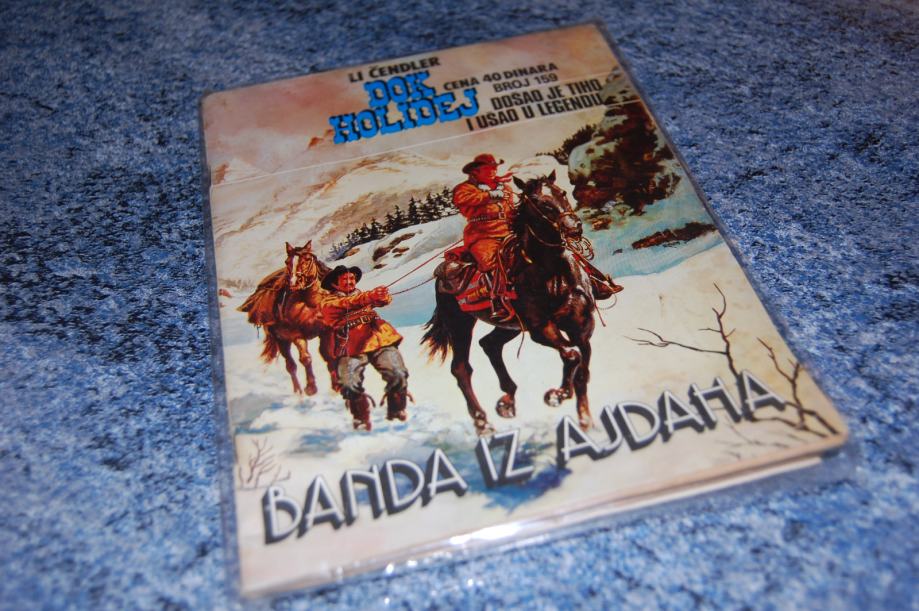 LI ČENDLER
DOK
HOLIDEJ
CENA 40 DINARA
BROJ 159
DOŠAO JE TIHO
I UŠAO U LEGENDU
BANDA IZ AJDAHA